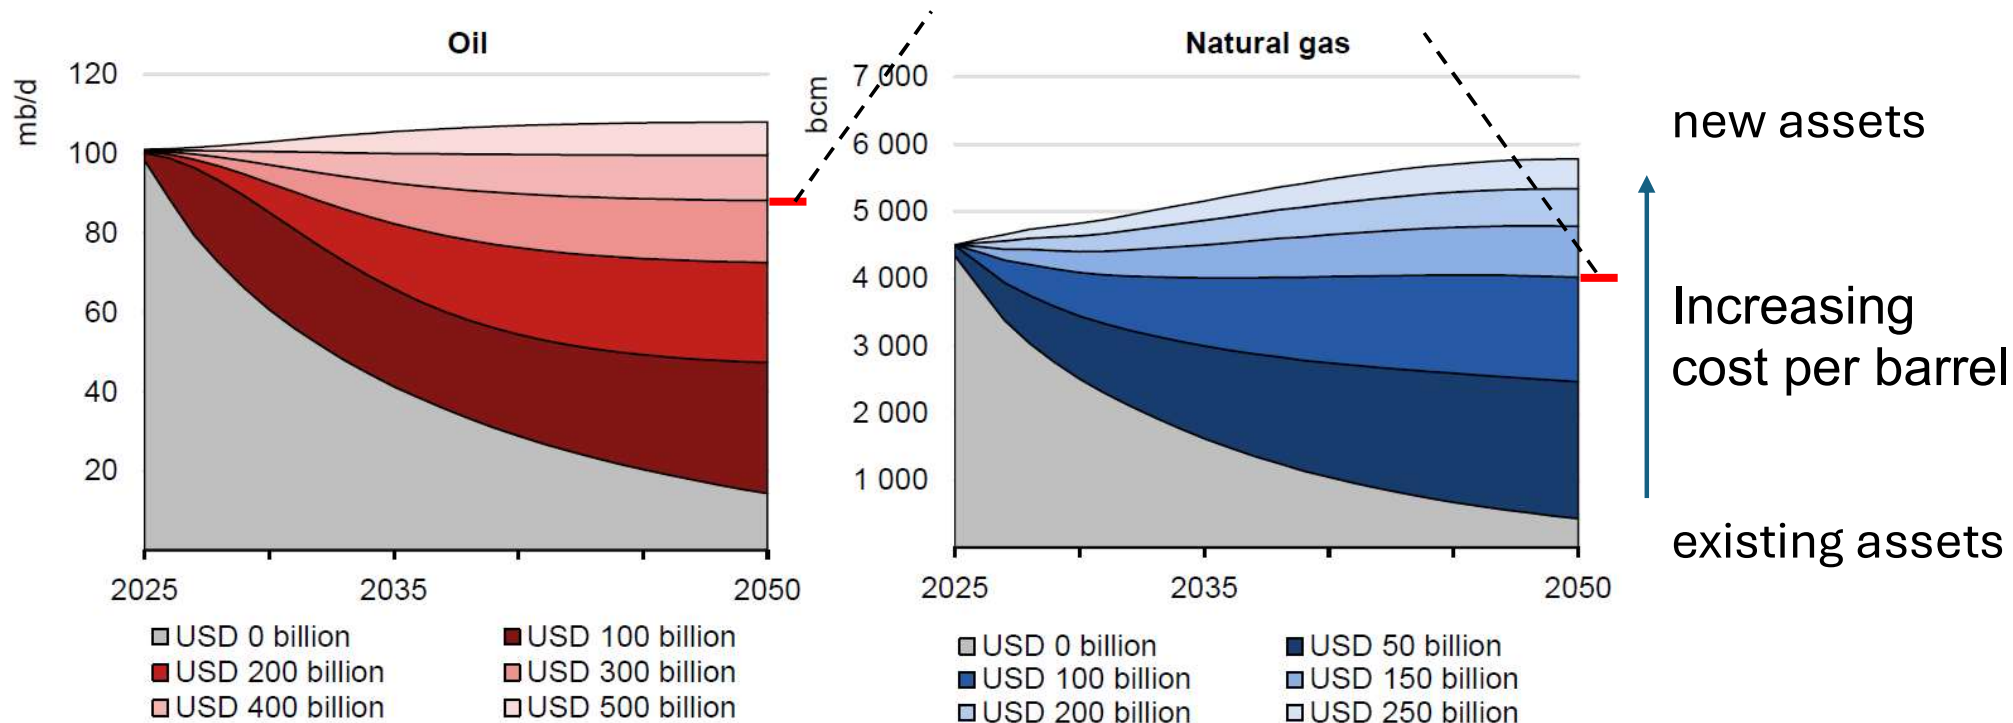 Oil
mb/d
120
100
80
60
40
20
2025
2035
2050
USD 0 billion
USD 100 billion
USD 200 billion
USD 300 billion
USD 400 billion
USD 500 billion
Natural gas
bcm
7 000
6 000
5 000
4 000
3 000
2 000
1 000
2025
2035
2050
USD 0 billion
USD 50 billion
USD 100 billion
USD 150 billion
USD 200 billion
USD 250 billion
new assets
Increasing
cost per barrel
existing assets